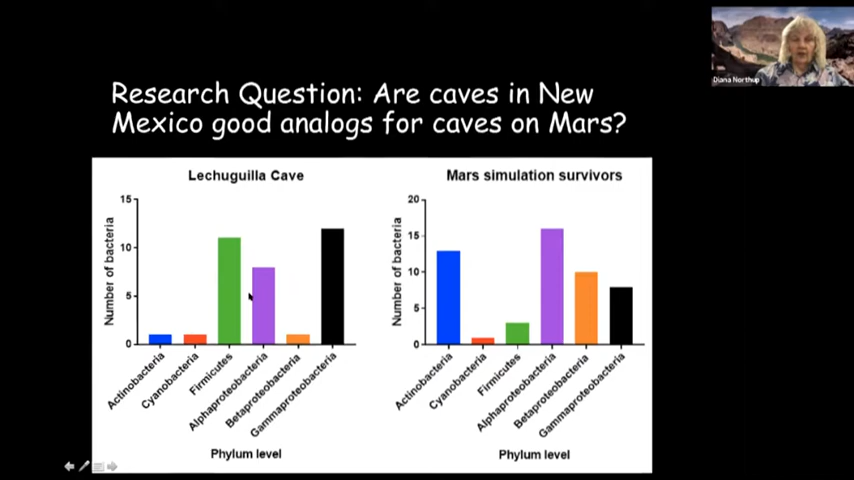 Diana Northup
Research Question: Are caves in New
Mexico good analogs for caves on Mars?
Lechuguilla Cave
Number of bacteria
15
10
5
0
Actinobacteria
Cyanobacteria
Firmicutes
Alphaproteobacteria
Betaproteobacteria
Gammaproteobacteria
Phylum level
Mars simulation survivors
Number of bacteria
20
15
10
5
0
Actinobacteria
Cyanobacteria
Firmicutes
Alphaproteobacteria
Betaproteobacteria
Gammaproteobacteria
Phylum level